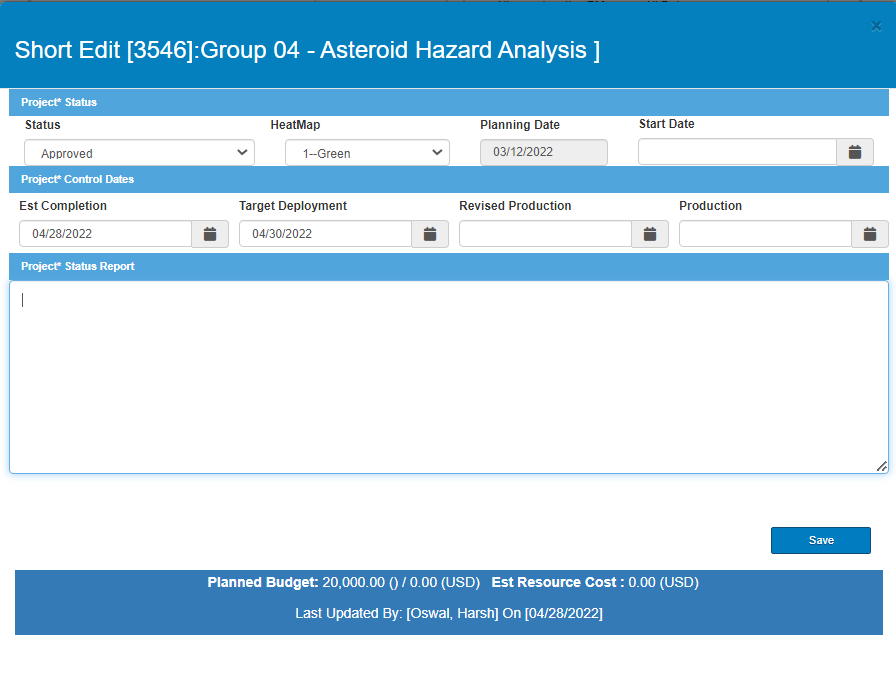 Short Edit [3546]:Group 04 - Asteroid Hazard Analysis ]
Project* Status
Status HeatMap Planning Date Start Date
Approved 1--Green 03/12/2022
Project* Control Dates
Est Completion Target Deployment Revised Production Production
04/28/2022 04/30/2022
Project* Status Report
Save
Planned Budget: 20,000.00 () / 0.00 (USD) Est Resource Cost : 0.00 (USD)
Last Updated By: [Oswal, Harsh] On [04/28/2022]